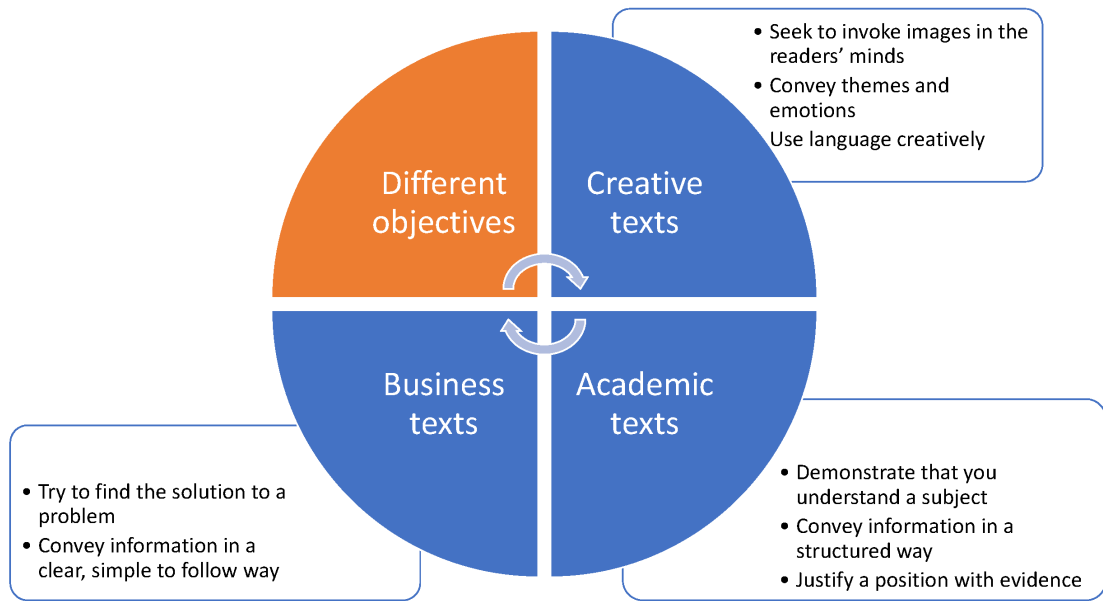 Different
objectives
Creative
texts
• Seek to invoke images in the
readers’ minds
• Convey themes and
emotions
Use language creatively
Business
texts
• Try to find the solution to a
problem
• Convey information in a
clear, simple to follow way
Academic
texts
• Demonstrate that you
understand a subject
• Convey information in a
structured way
• Justify a position with evidence